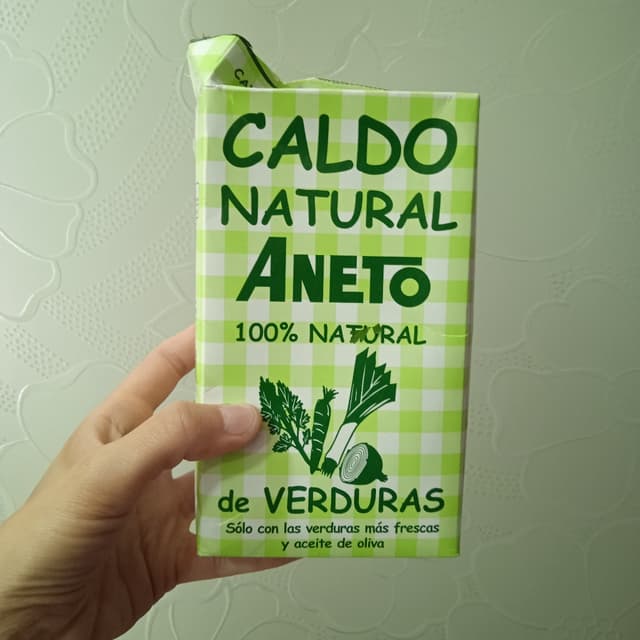 CALDO
NATURAL
ANETO
100% NATURAL
de VERDURAS
Sólo con las verduras más frescas
y aceite de oliva